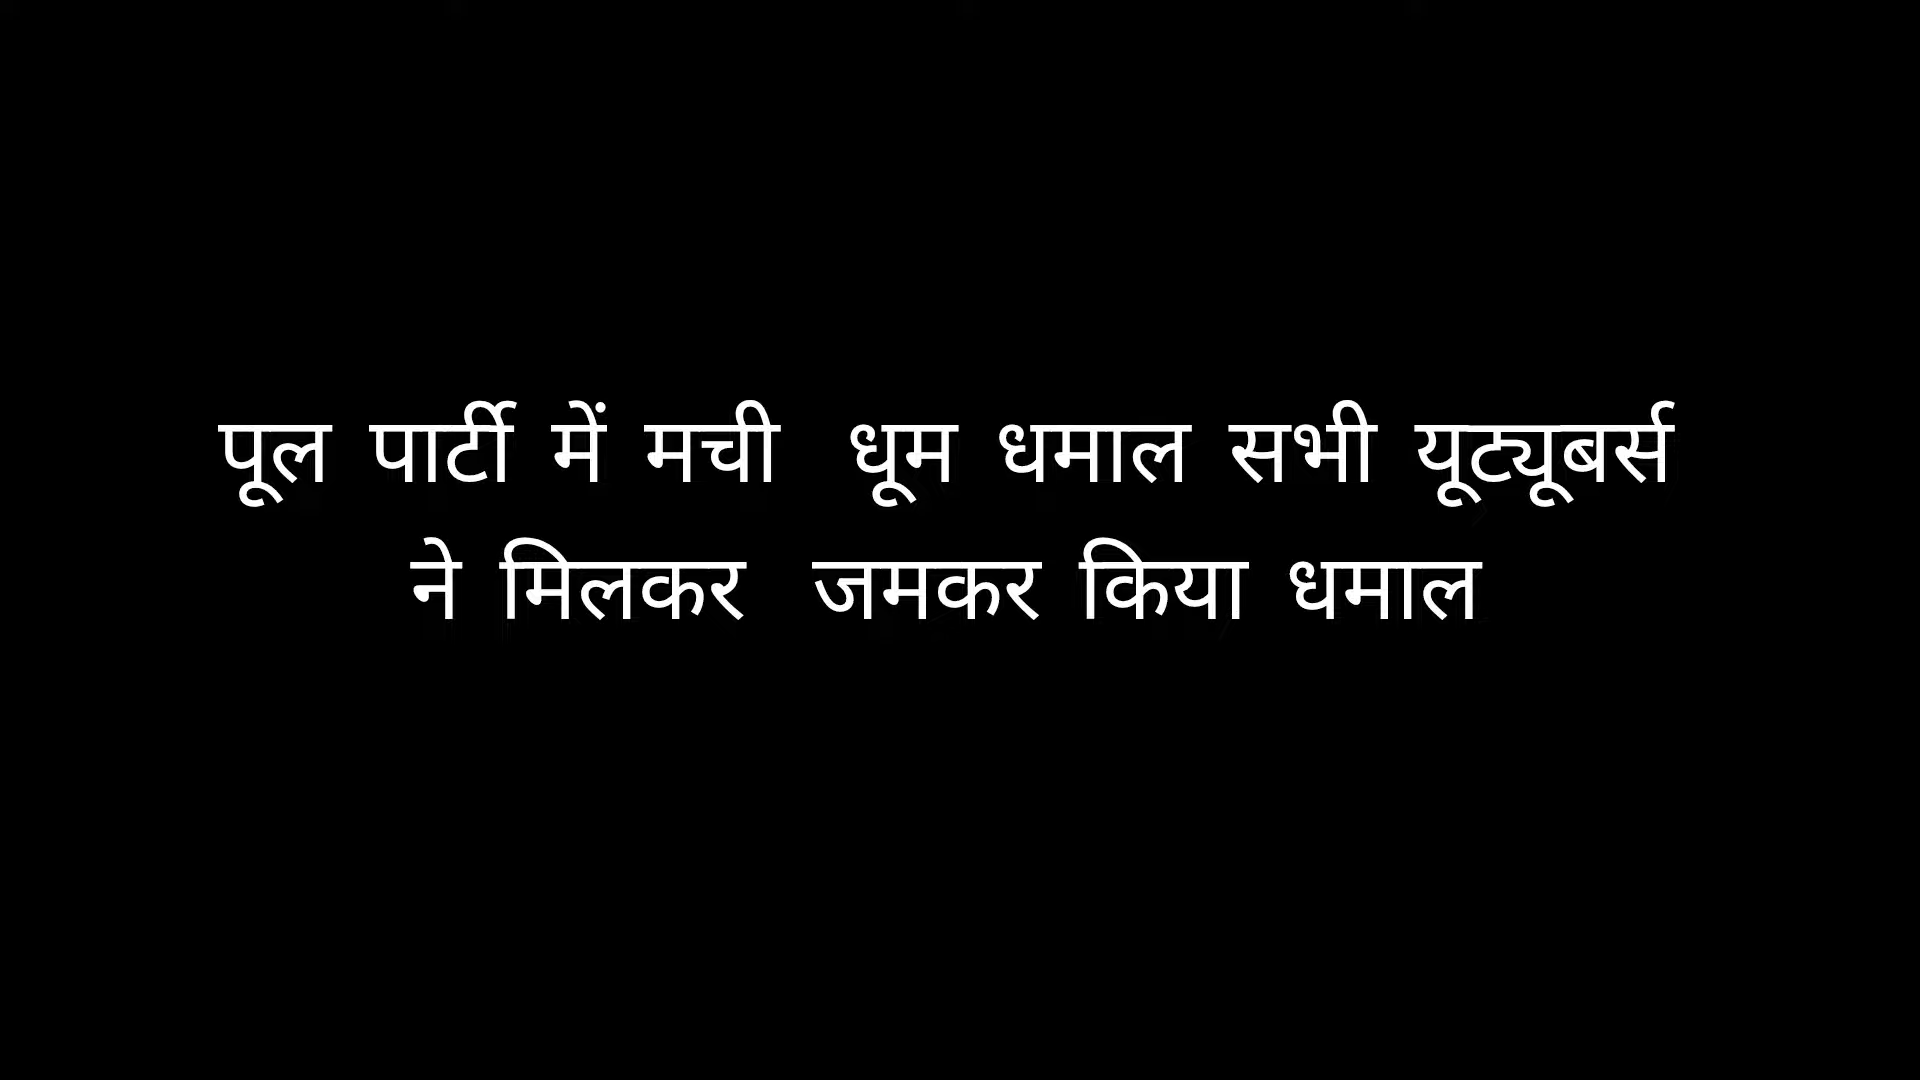 पूल पार्टी में मची धूम धमाल सभी यूट्यूबर्स
ने मिलकर जमकर किया धमाल